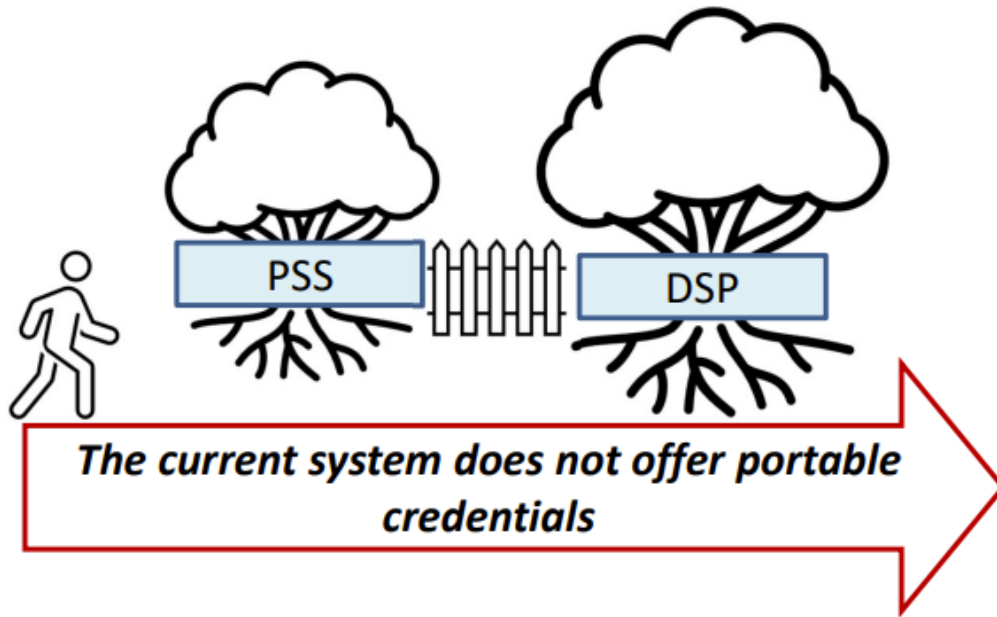 PSS
DSP
The current system does not offer portable
credentials